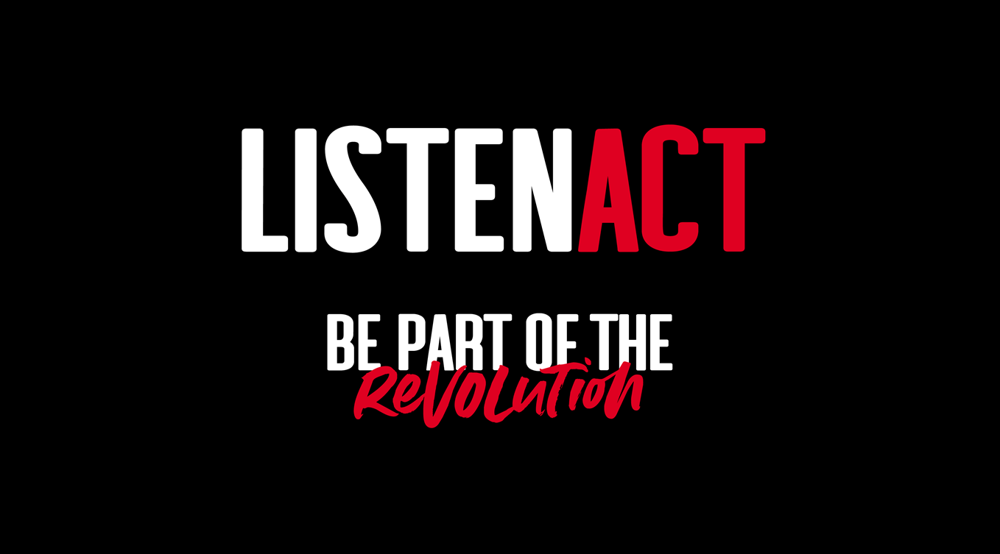 LISTENACT
BE PART OF THE
ReVOLuTion